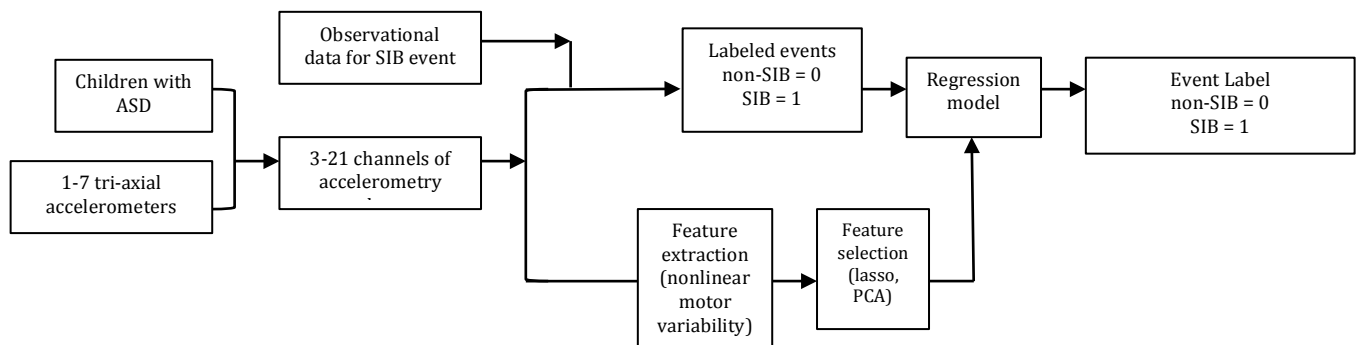 Observational
data for SIB event
Children with
ASD
1-7 tri-axial
accelerometers
3-21 channels of
accelerometry
Labeled events
non-SIB = 0
SIB = 1
Regression
model
Event Label
non-SIB = 0
SIB = 1
Feature
extraction
(nonlinear
motor
variability)
Feature
selection
(lasso,
PCA)